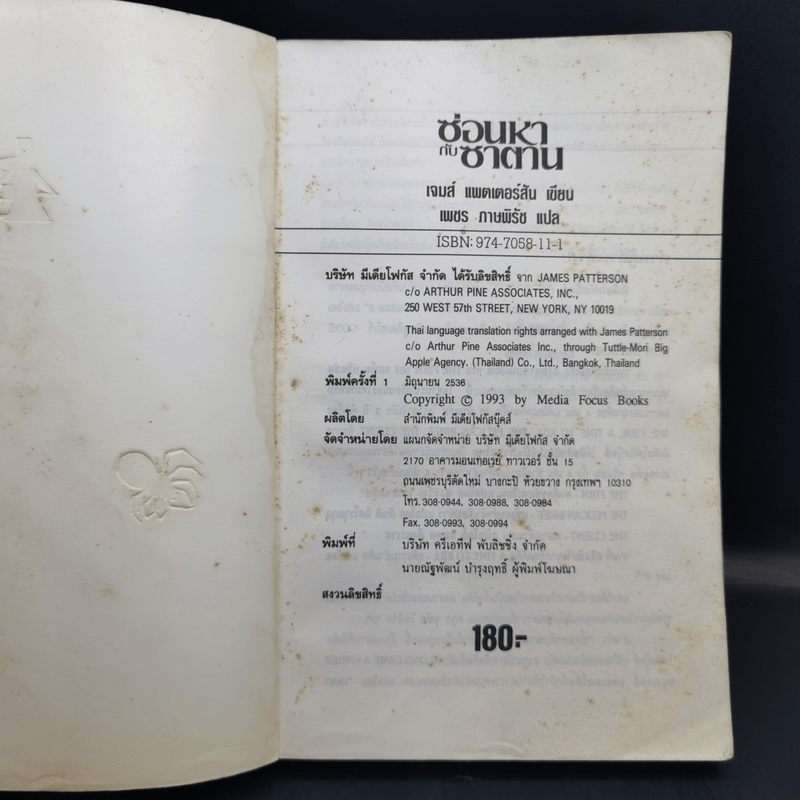 ซ่อนหา
กับ ซาตาน
เจมส์ แพตเตอร์สัน เขียน
เพชร ภาษพิรัช แปล
ISBN: 974-7058-11-1
บริษัท มีเดียโฟกัส จำกัด ได้รับลิขสิทธิ์ จาก JAMES PATTERSON
c/o ARTHUR PINE ASSOCIATES, INC.,
250 WEST 57th STREET, NEW YORK, NY 10019
Thai language translation rights arranged with James Patterson
c/o Arthur Pine Associates Inc., through Tuttle-Mori Big
Apple Agency. (Thailand) Co., Ltd., Bangkok, Thailand
พิมพ์ครั้งที่ 1 มิถุนายน 2536
Copyright © 1993 by Media Focus Books
ผลิตโดย สำนักพิมพ์ มีเดียโฟกัสบุ๊คส์
จัดจำหน่ายโดย แผนกจัดจำหน่าย บริษัท มีเดียโฟกัส จำกัด
2170 อาคารมอนเทอเรย์ ทาวเวอร์ ชั้น 15
ถนนเพชรบุรีตัดใหม่ บางกะปิ ห้วยขวาง กรุงเทพฯ 10310
โทร. 308-0944, 308-0988, 308-0984
Fax. 308-0993, 308-0994
พิมพ์ที่ บริษัท ครีเอทีฟ พับลิชชิ่ง จำกัด
นายณัฐพัฒน์ บำรุงฤทธิ์ ผู้พิมพ์โฆษณา
สงวนลิขสิทธิ์
180.-